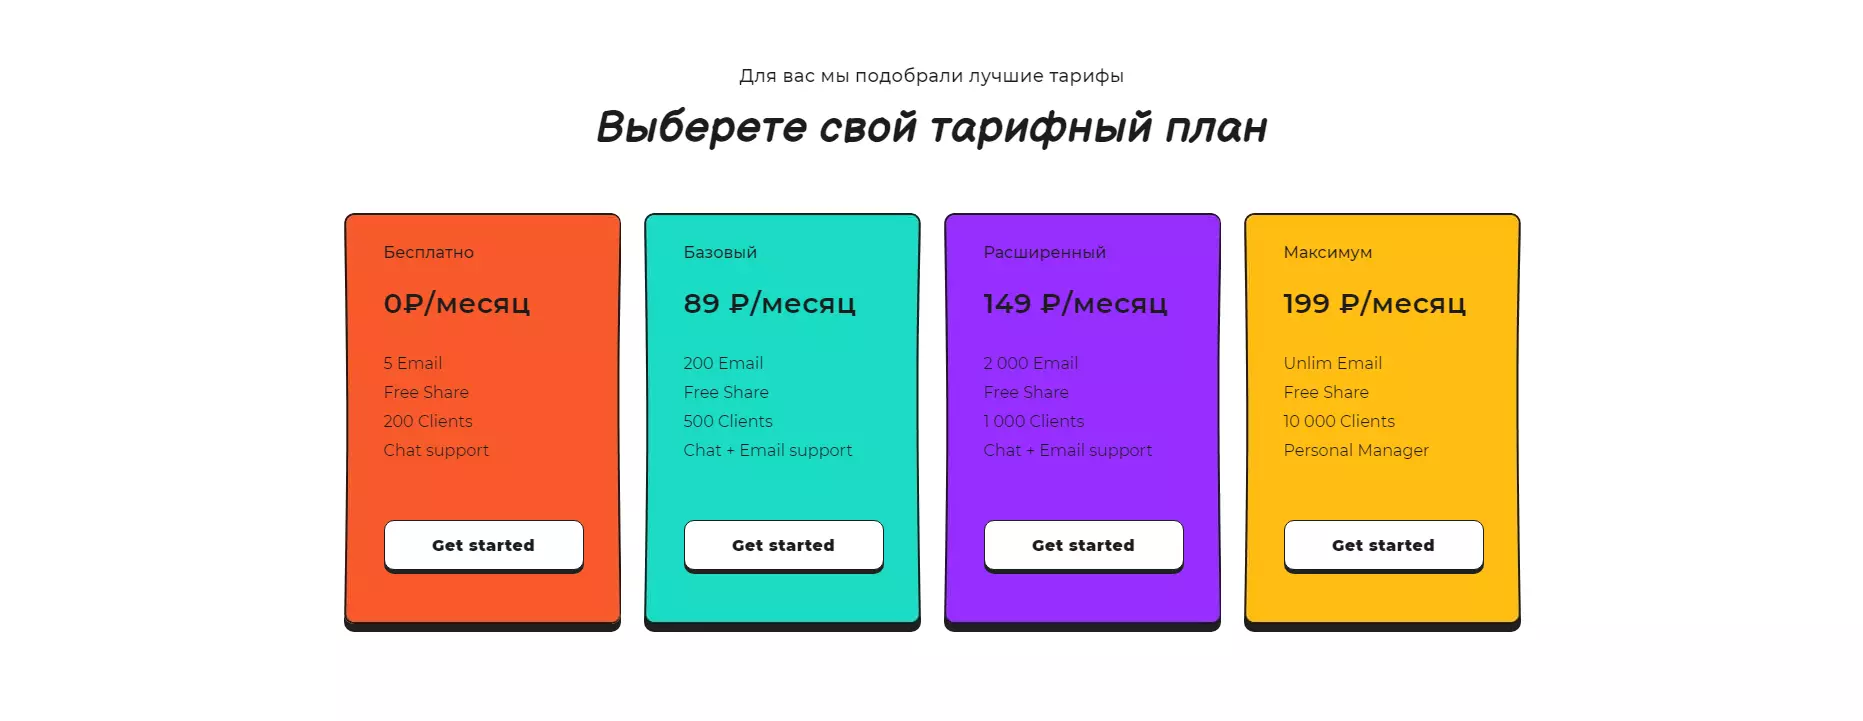 Для вас мы подобрали лучшие тарифы
Выберете свой тарифный план
Бесплатно
0₽/месяц
5 Email
Free Share
200 Clients
Chat support
Get started
Базовый
89 ₽/месяц
200 Email
Free Share
500 Clients
Chat + Email support
Get started
Расширенный
149 ₽/месяц
2 000 Email
Free Share
1 000 Clients
Chat + Email support
Get started
Максимум
199 ₽/месяц
Unlim Email
Free Share
10 000 Clients
Personal Manager
Get started